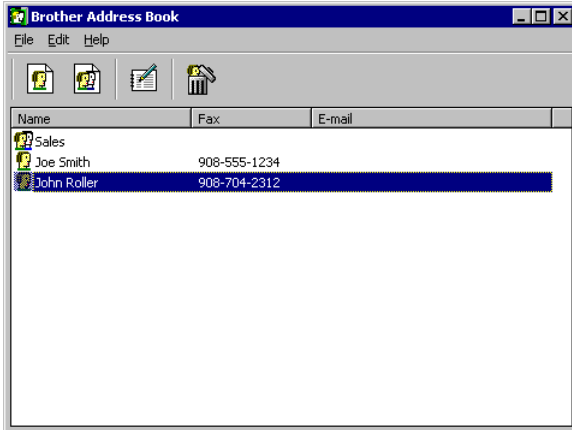 Brother Address Book
File Edit Help
Name Fax E-mail
Sales
Joe Smith 908-555-1234
John Roller 908-704-2312